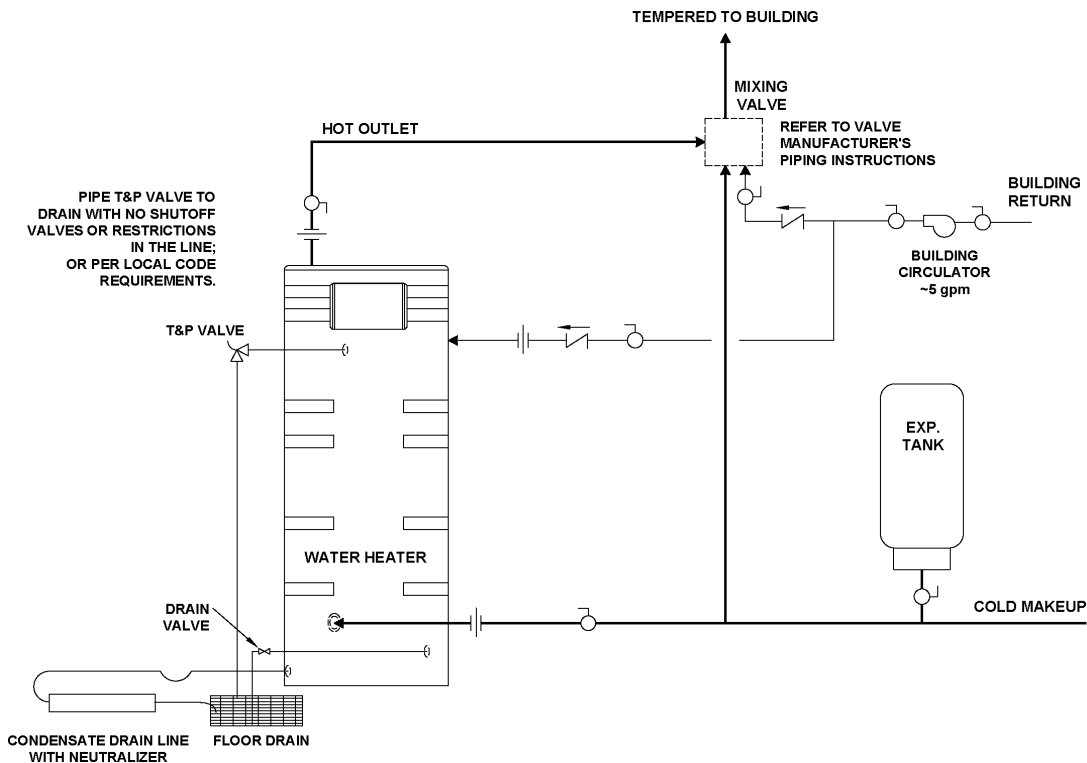 TEMPERED TO BUILDING
MIXING
VALVE
HOT OUTLET
REFER TO VALVE
MANUFACTURER'S
PIPING INSTRUCTIONS
BUILDING
RETURN
PIPE T&P VALVE TO
DRAIN WITH NO SHUTOFF
VALVES OR RESTRICTIONS
IN THE LINE;
OR PER LOCAL CODE
REQUIREMENTS.
BUILDING
CIRCULATOR
~5 gpm
T&P VALVE
EXP.
TANK
WATER HEATER
DRAIN
VALVE
COLD MAKEUP
CONDENSATE DRAIN LINE
WITH NEUTRALIZER
FLOOR DRAIN